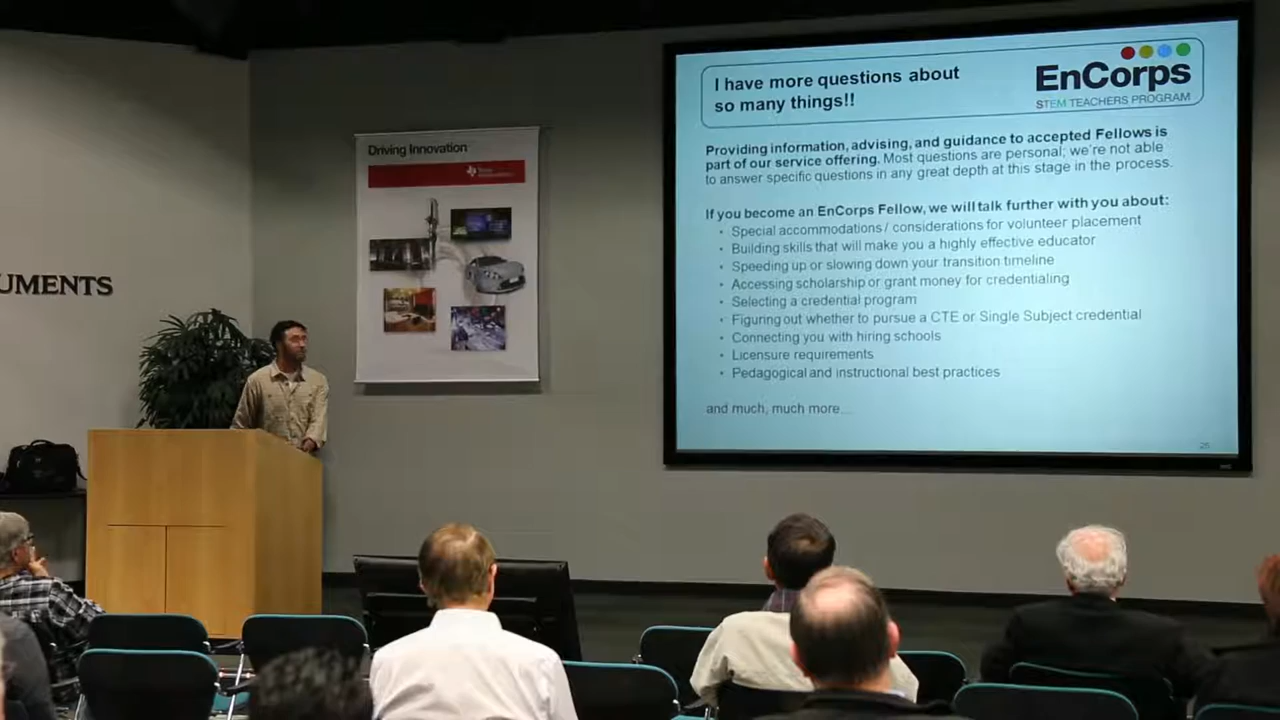 I have more questions about
so many things!!
EnCorps
STEM TEACHERS PROGRAM
Driving Innovation
Providing information, advising, and guidance to accepted Fellows is
part of our service offering. Most questions are personal; we're not able
to answer specific questions in any great depth at this stage in the process.
If you become an EnCorps Fellow, we will talk further with you about:
• Special accommodations / considerations for volunteer placement
• Building skills that will make you a highly effective educator
• Speeding up or slowing down your transition timeline
• Accessing scholarship or grant money for credentialing
• Selecting a credential program
• Figuring out whether to pursue a CTE or Single Subject credential
• Connecting you with hiring schools
• Licensure requirements
• Pedagogical and instructional best practices
and much, much more...
UMENTS